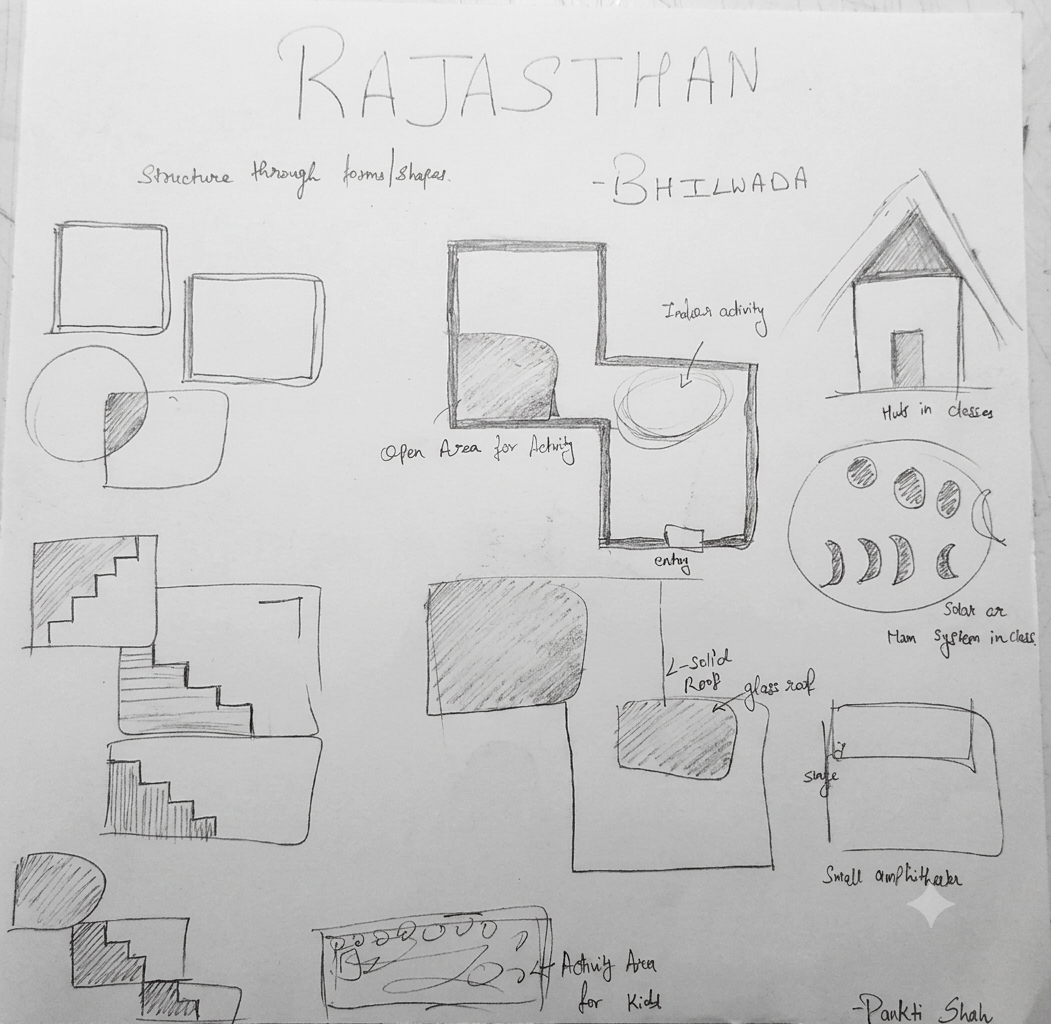 RAJASTHAN
Structure through forms/shapes.
-BHILWADA
Indoor activity
Open Area for Activity
entry
Huts in classes
Solar or
Main System in class.
solid
Roof
glass roof
stage
Small amphitheater
Activity Area
for Kids
-Pankti Shah